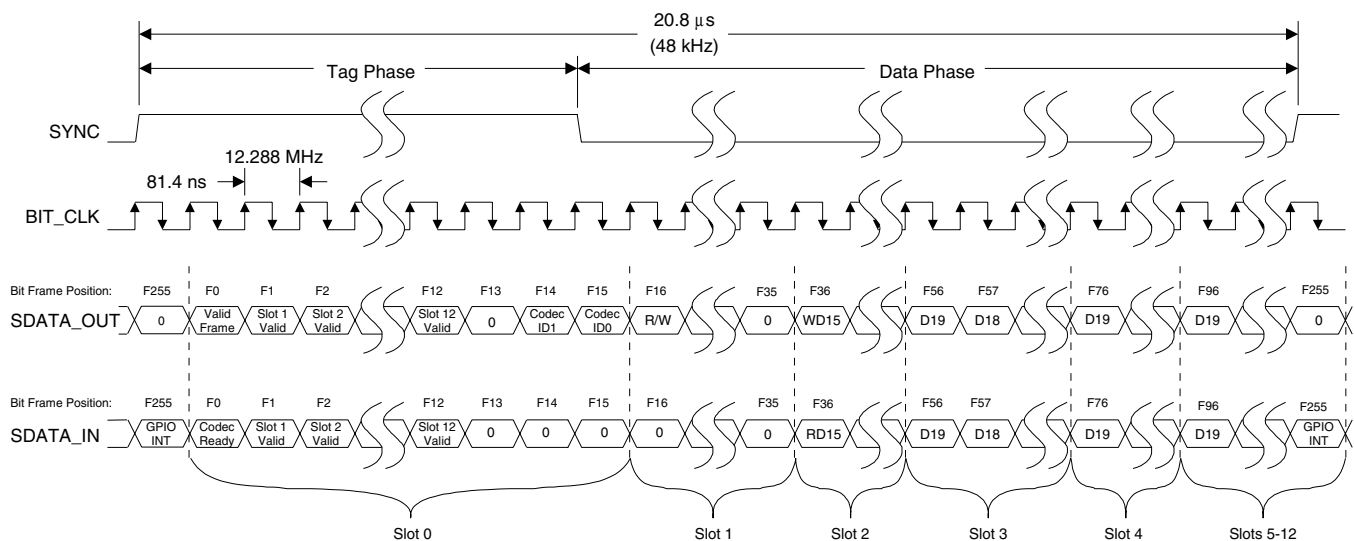 20.8 µs
(48 kHz)
Tag Phase
Data Phase
SYNC
12.288 MHz
81.4 ns
BIT_CLK
Bit Frame Position: F255 F0 F1 F2 F12 F13 F14 F15 F16 F35 F36 F56 F57 F76 F96 F255
SDATA_OUT 0 Valid Frame Slot 1 Valid Slot 2 Valid Slot 12 Valid 0 Codec ID1 Codec ID0 R/W 0 WD15 D19 D18 D19 D19 0
Bit Frame Position: F255 F0 F1 F2 F12 F13 F14 F15 F16 F35 F36 F56 F57 F76 F96 F255
SDATA_IN GPIO INT Codec Ready Slot 1 Valid Slot 2 Valid Slot 12 Valid 0 0 0 0 0 RD15 D19 D18 D19 D19 GPIO INT
Slot 0 Slot 1 Slot 2 Slot 3 Slot 4 Slots 5-12